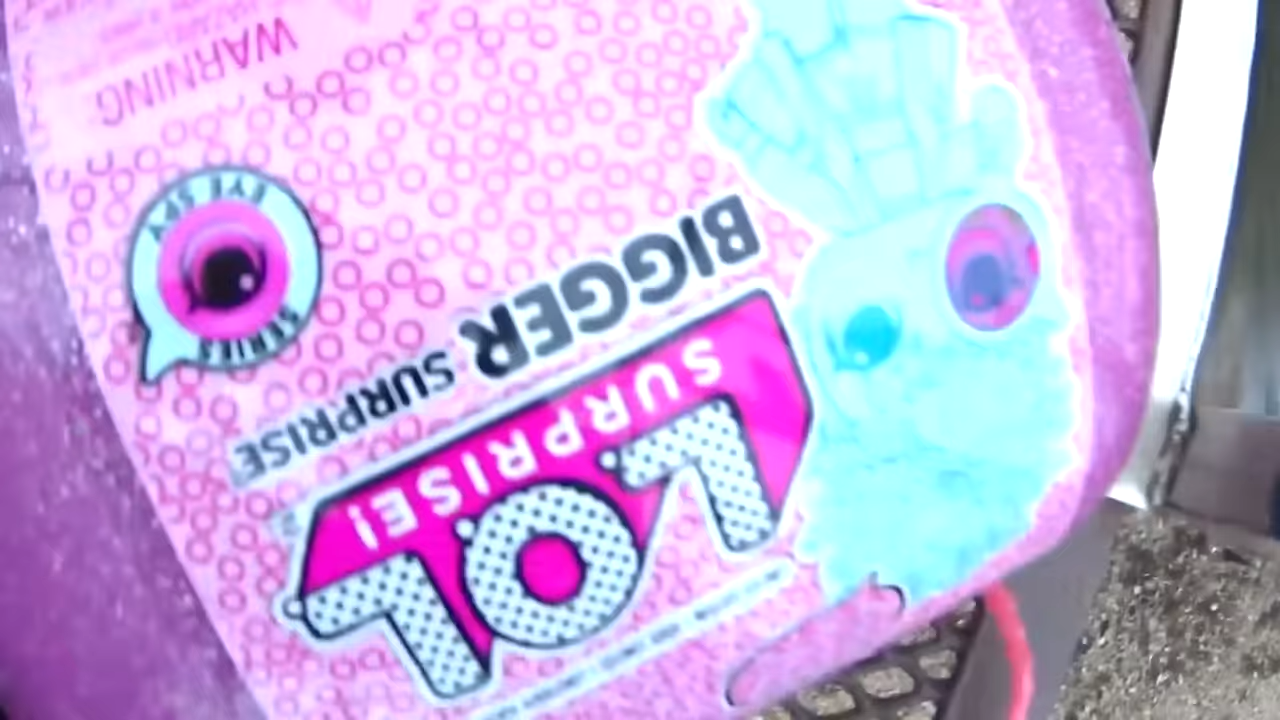 L.O.L.
SURPRISE!
BIGGER SURPRISE
EYE SPY
SERIES
WARNING